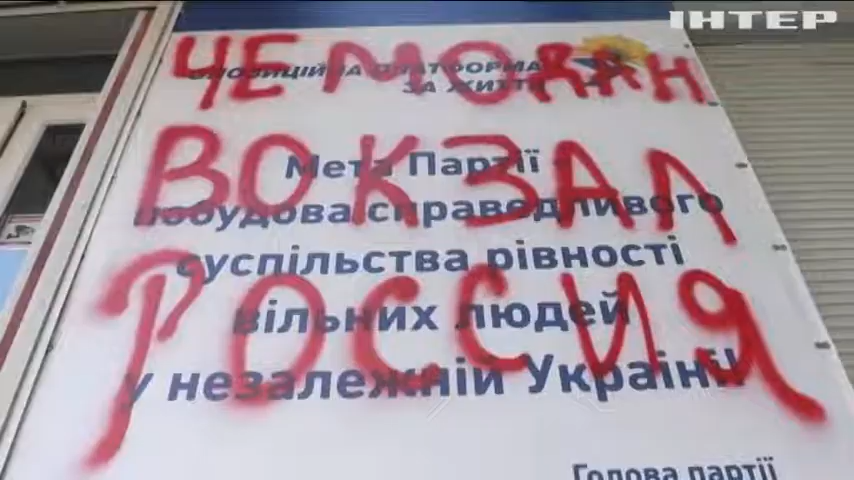 ІНТЕР
ОПОЗИЦІЙНА ПЛАТФОРМА
ЗА ЖИТТЯ
ЧЕМОДАН
ВОКЗАЛ
РОССИЯ
Мета Партії -
побудова справедливого
суспільства рівності
вільних людей
у незалежній Україні!
Голова партії